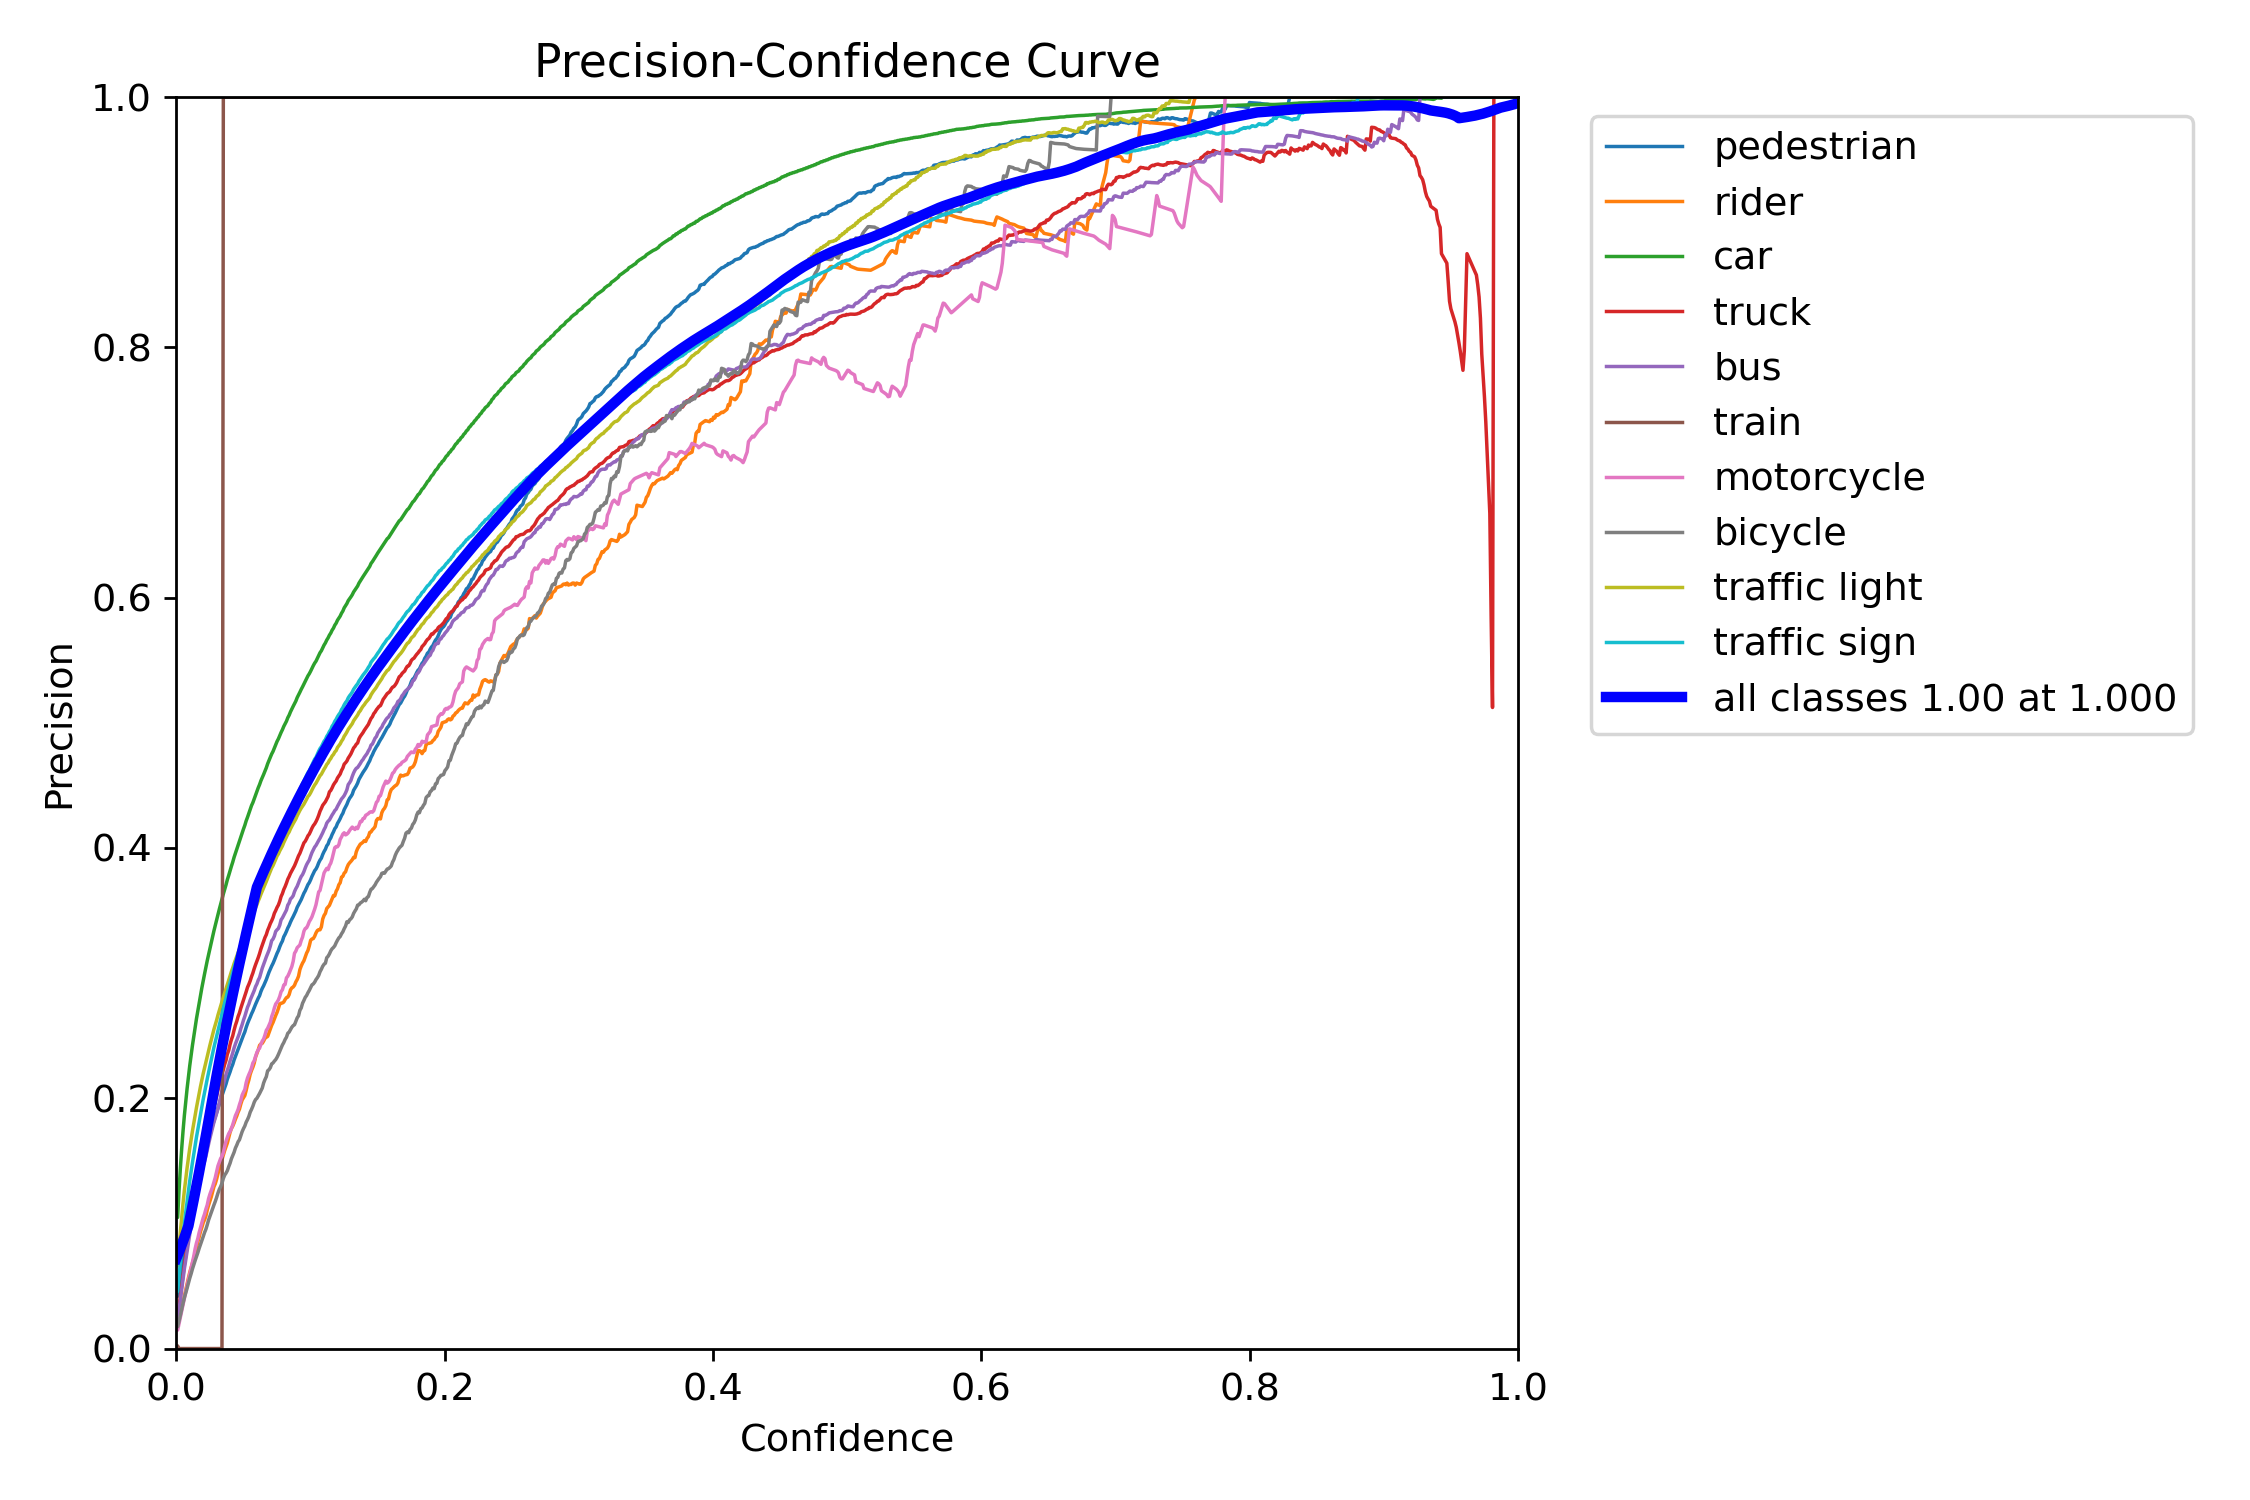 Precision-Confidence Curve
1.0
0.8
0.6
0.4
0.2
0.0
Precision
0.0 0.2 0.4 0.6 0.8 1.0
Confidence
pedestrian
rider
car
truck
bus
train
motorcycle
bicycle
traffic light
traffic sign
all classes 1.00 at 1.000